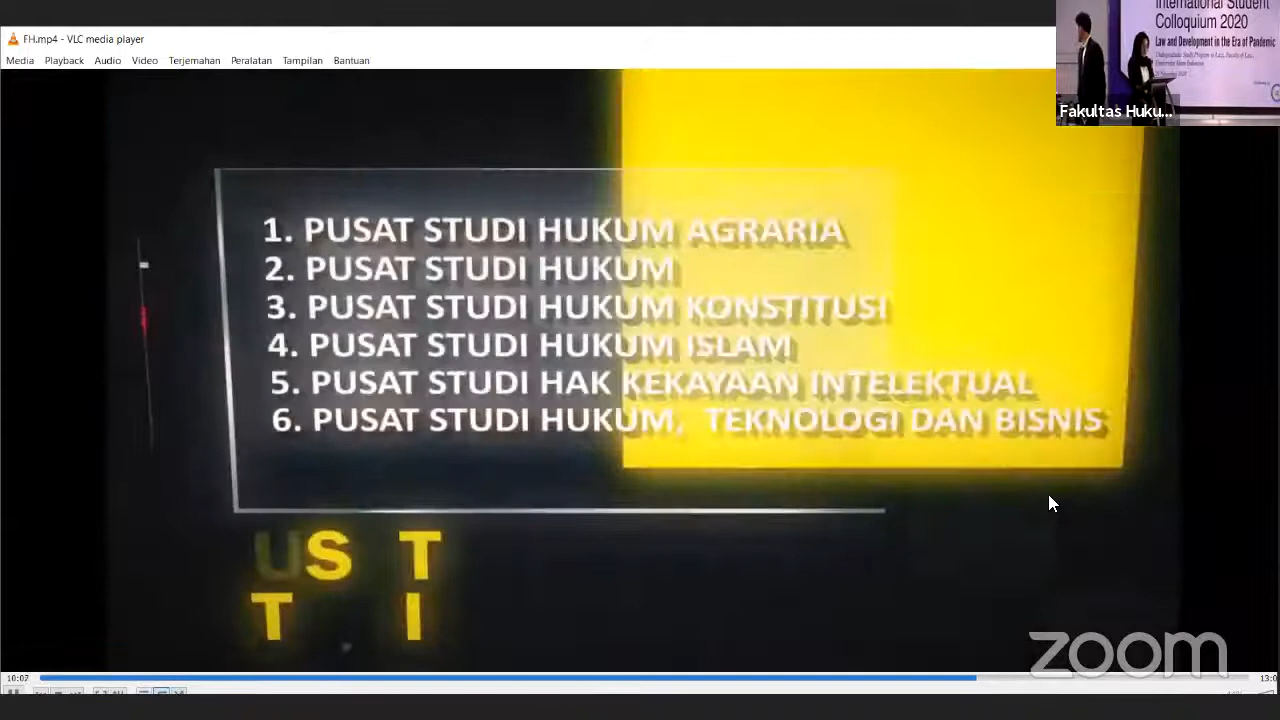 FH.mp4 - VLC media player
Media Playback Audio Video Terjemahan Peralatan Tampilan Bantuan
International Student
Colloquium 2020
Law and Development in the Era of Pandemic
Fakultas Huku...
1. PUSAT STUDI HUKUM AGRARIA
2. PUSAT STUDI HUKUM
3. PUSAT STUDI HUKUM KONSTITUSI
4. PUSAT STUDI HUKUM ISLAM
5. PUSAT STUDI HAK KEKAYAAN INTELEKTUAL
6. PUSAT STUDI HUKUM, TEKNOLOGI DAN BISNIS
US T
T I
zoom
10:07